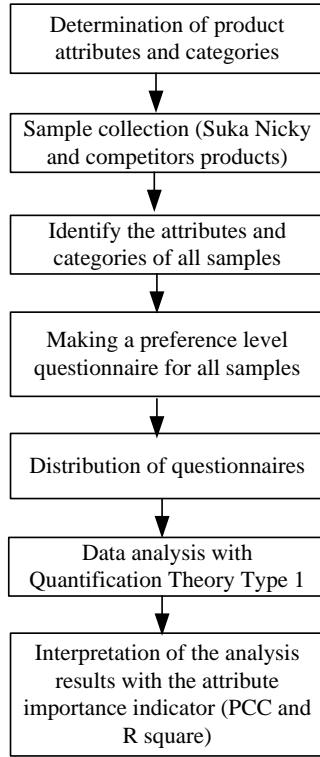 Determination of product
attributes and categories
Sample collection (Suka Nicky
and competitors products)
Identify the attributes and
categories of all samples
Making a preference level
questionnaire for all samples
Distribution of questionnaires
Data analysis with
Quantification Theory Type 1
Interpretation of the analysis
results with the attribute
importance indicator (PCC and
R square)